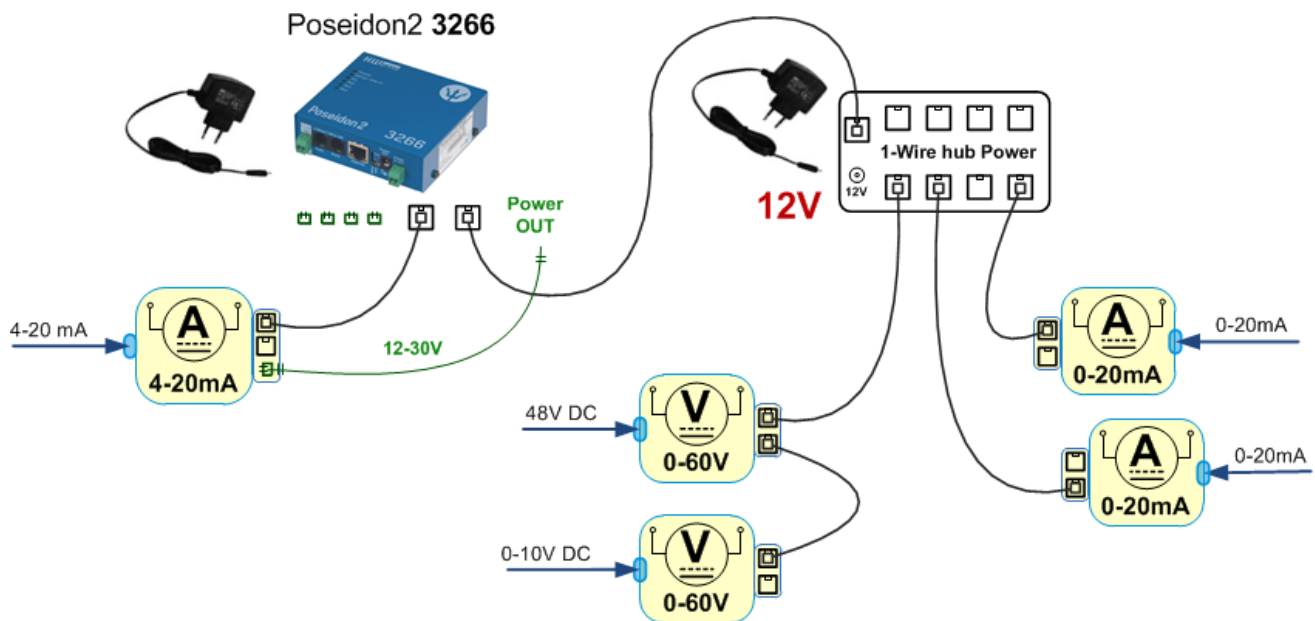 Poseidon2 3266
Poseidon2
3266
1-Wire hub Power
12V
12V
Power
OUT
4-20 mA
A
4-20mA
12-30V
A
0-20mA
0-20mA
48V DC
V
0-60V
A
0-20mA
0-20mA
0-10V DC
V
0-60V